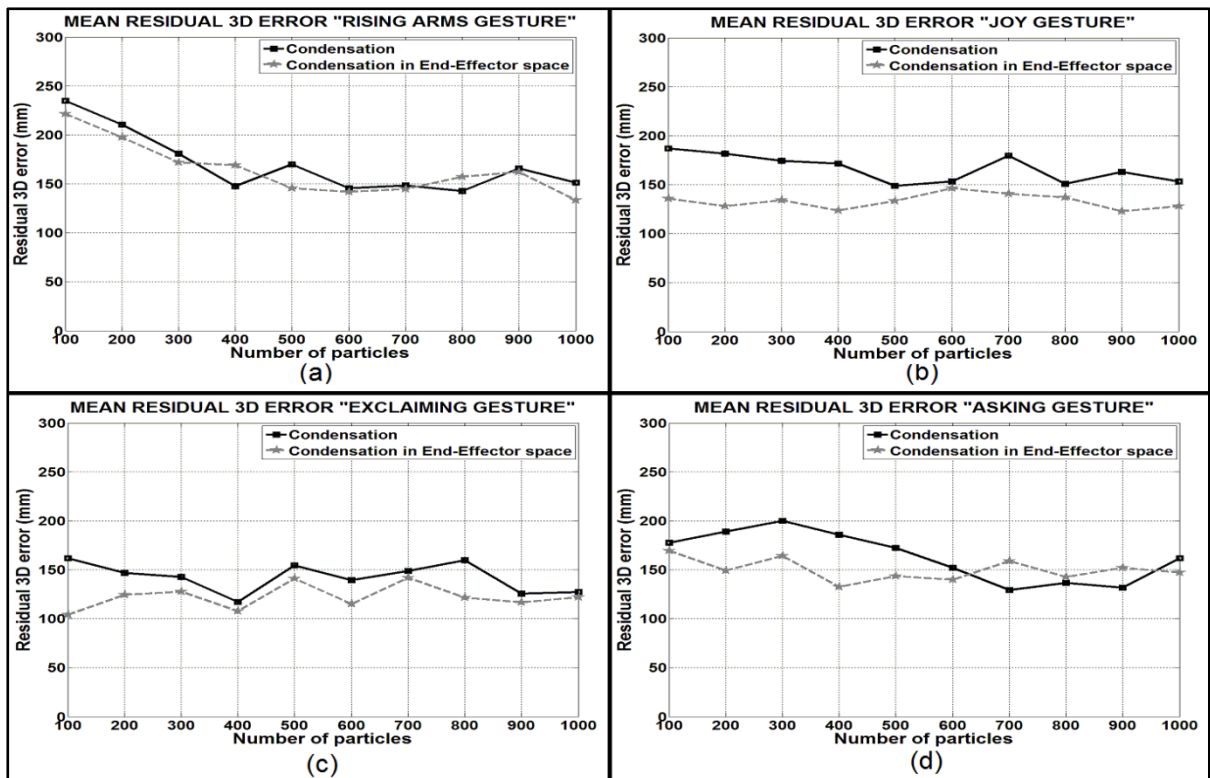 MEAN RESIDUAL 3D ERROR "RISING ARMS GESTURE"
300
250
200
150
100
50
0
Residual 3D error (mm)
Condensation
Condensation in End-Effector space
100 200 300 400 500 600 700 800 900 1000
Number of particles
(a)
MEAN RESIDUAL 3D ERROR "JOY GESTURE"
300
250
200
150
100
50
0
Residual 3D error (mm)
Condensation
Condensation in End-Effector space
100 200 300 400 500 600 700 800 900 1000
Number of particles
(b)
MEAN RESIDUAL 3D ERROR "EXCLAIMING GESTURE"
300
250
200
150
100
50
0
Residual 3D error (mm)
Condensation
Condensation in End-Effector space
100 200 300 400 500 600 700 800 900 1000
Number of particles
(c)
MEAN RESIDUAL 3D ERROR "ASKING GESTURE"
300
250
200
150
100
50
0
Residual 3D error (mm)
Condensation
Condensation in End-Effector space
100 200 300 400 500 600 700 800 900 1000
Number of particles
(d)